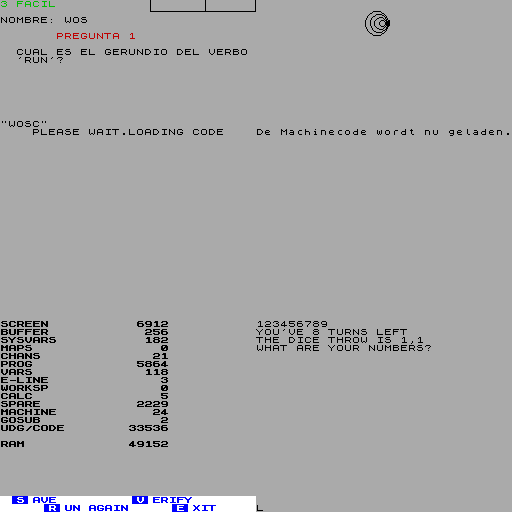 3 FACIL
NOMBRE: WOS
PREGUNTA 1
CUAL ES EL GERUNDIO DEL VERBO
'RUN'?
"WOSC"
PLEASE WAIT.LOADING CODE
De Machinecode wordt nu geladen.
SCREEN 6912
BUFFER 256
SYSVARS 182
MAPS 0
CHANS 21
PROG 5864
VARS 118
E-LINE 3
WORKSP 0
CALC 5
SPARE 2229
MACHINE 24
GOSUB 2
UDG/CODE 33536
RAM 49152
123456789
YOU'VE 8 TURNS LEFT
THE DICE THROW IS 1,1
WHAT ARE YOUR NUMBERS?
S AVE V ERIFY
R UN AGAIN E XIT
L